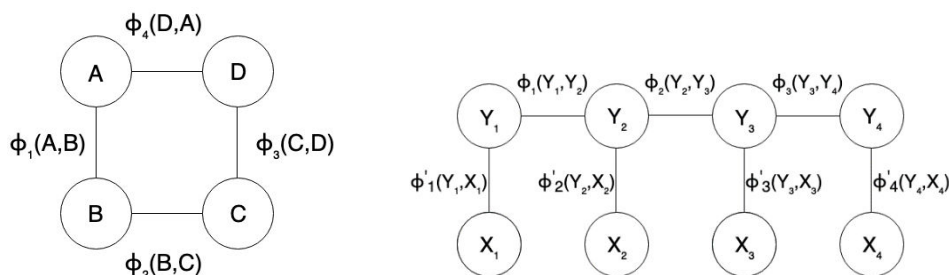 ϕ₄(D,A)
A
D
ϕ₁(A,B)
ϕ₃(C,D)
B
C
ϕ₂(B,C)
ϕ₁(Y₁,Y₂)
ϕ₂(Y₂,Y₃)
ϕ₃(Y₃,Y₄)
Y₁
Y₂
Y₃
Y₄
ϕ'₁(Y₁,X₁)
ϕ'₂(Y₂,X₂)
ϕ'₃(Y₃,X₃)
ϕ'₄(Y₄,X₄)
X₁
X₂
X₃
X₄